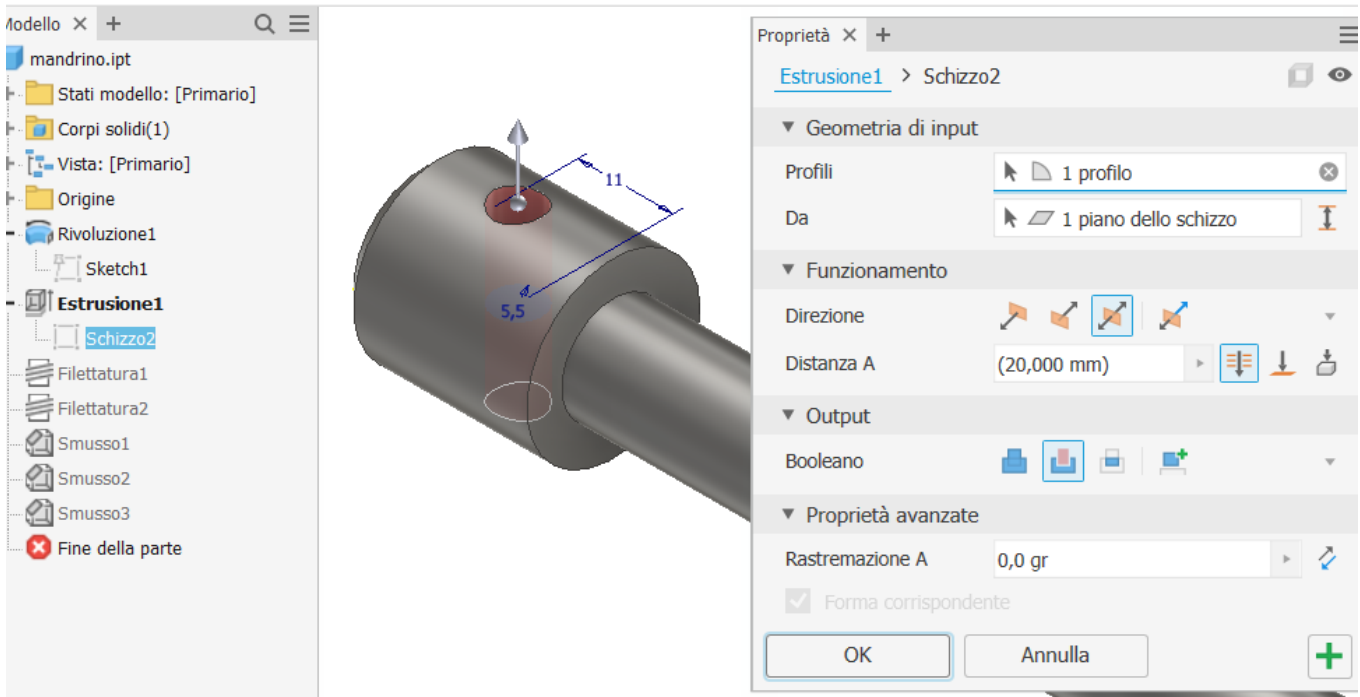 Modello
mandrino.ipt
Stati modello: [Primario]
Corpi solidi(1)
Vista: [Primario]
Origine
Rivoluzione1
Sketch1
Estrusione1
Schizzo2
Filettatura1
Filettatura2
Smusso1
Smusso2
Smusso3
Fine della parte
11
5,5
Proprietà
Estrusione1 > Schizzo2
Geometria di input
Profili 1 profilo
Da 1 piano dello schizzo
Funzionamento
Direzione
Distanza A (20,000 mm)
Output
Booleano
Proprietà avanzate
Rastremazione A 0,0 gr
Forma corrispondente
OK Annulla